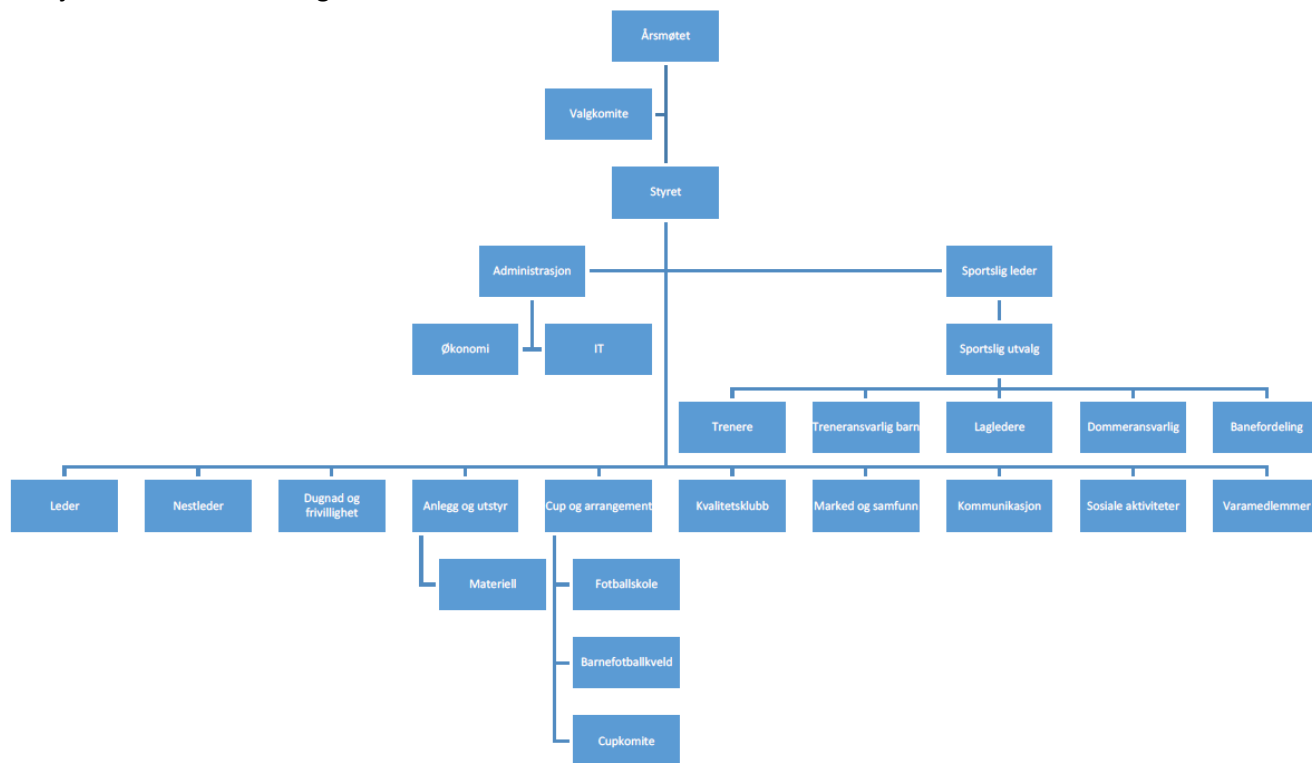 Årsmøtet
Valgkomite
Styret
Administrasjon
Sportslig leder
Økonomi
IT
Sportslig utvalg
Trenere
Treneransvarlig barn
Lagledere
Dommeransvarlig
Banefordeling
Leder
Nestleder
Dugnad og
frivillighet
Anlegg og utstyr
Cup og arrangement
Kvalitetsklubb
Marked og samfunn
Kommunikasjon
Sosiale aktiviteter
Varamedlemmer
Materiell
Fotballskole
Barnefotballkveld
Cupkomite